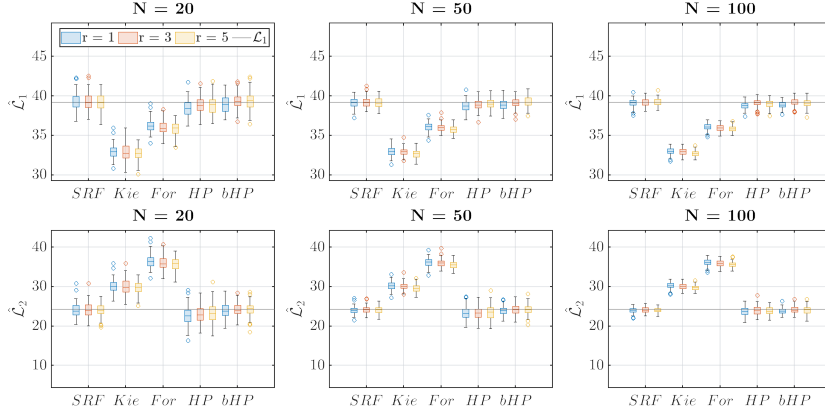 N = 20
N = 50
N = 100
r = 1 r = 3 r = 5 ℒ₁
45
40
35
30
ℒ̂₁
SRF Kie For HP bHP
45
40
35
30
ℒ̂₁
SRF Kie For HP bHP
45
40
35
30
ℒ̂₁
SRF Kie For HP bHP
N = 20
N = 50
N = 100
40
30
20
10
ℒ̂₂
SRF Kie For HP bHP
40
30
20
10
ℒ̂₂
SRF Kie For HP bHP
40
30
20
10
ℒ̂₂
SRF Kie For HP bHP